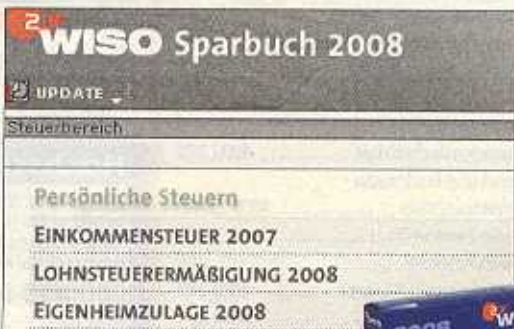 WISO Sparbuch 2008
UPDATE
Steuerbereich
Persönliche Steuern
EINKOMMENSTEUER 2007
LOHNSTEUERERMÄßIGUNG 2008
EIGENHEIMZULAGE 2008